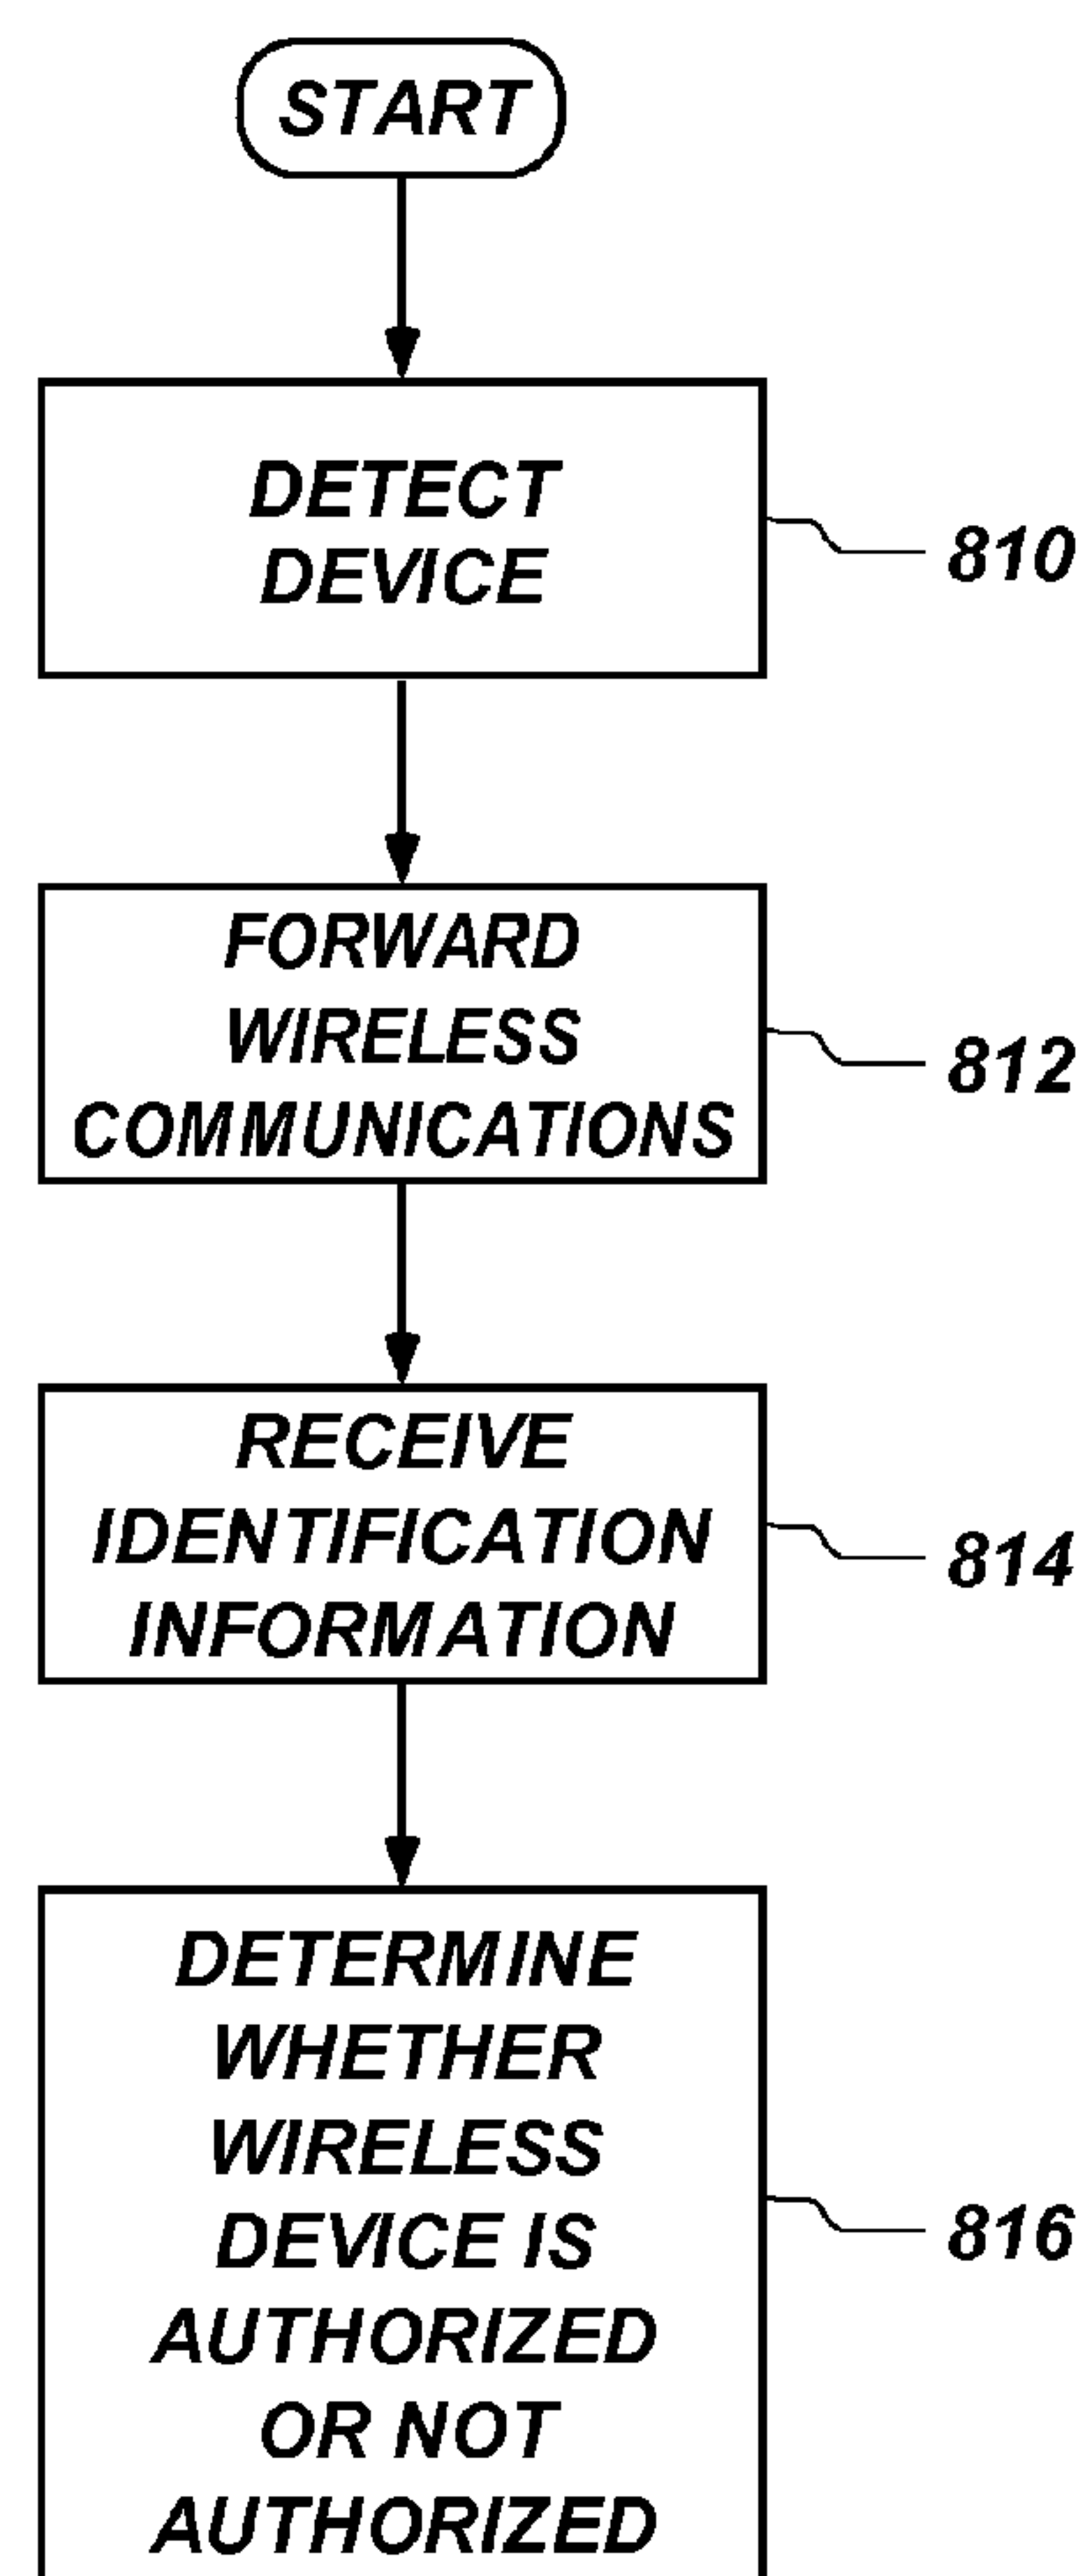 START
DETECT
DEVICE
810
FORWARD
WIRELESS
COMMUNICATIONS
812
RECEIVE
IDENTIFICATION
INFORMATION
814
DETERMINE
WHETHER
WIRELESS
DEVICE IS
AUTHORIZED
OR NOT
AUTHORIZED
816